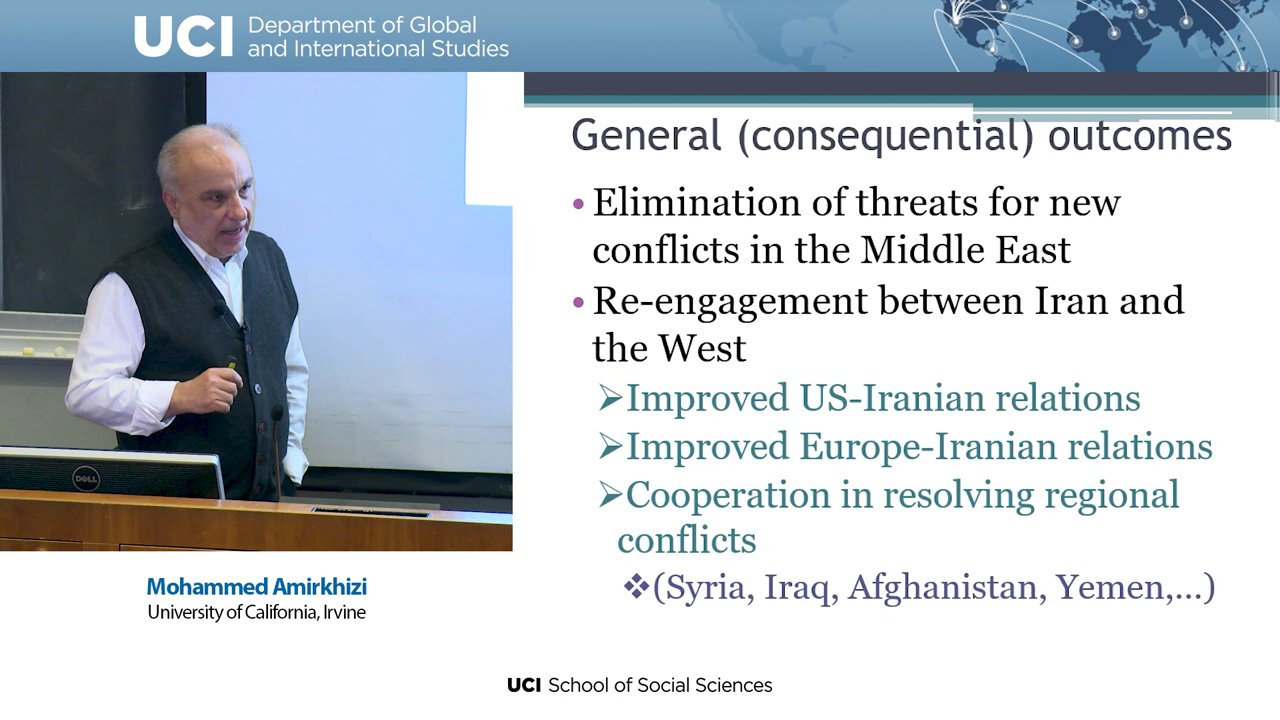 UCI Department of Global
and International Studies
General (consequential) outcomes
• Elimination of threats for new
conflicts in the Middle East
• Re-engagement between Iran and
the West
➢Improved US-Iranian relations
➢Improved Europe-Iranian relations
➢Cooperation in resolving regional
conflicts
❖(Syria, Iraq, Afghanistan, Yemen,...)
DELL
Mohammed Amirkhizi
University of California, Irvine
UCI School of Social Sciences